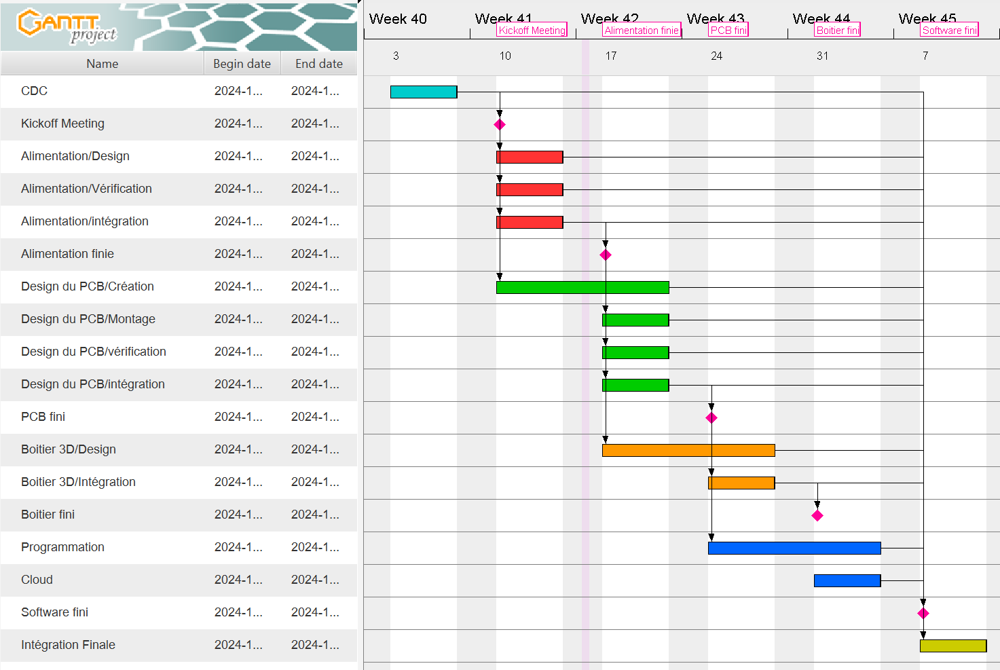 GANTT
project
Week 40 Week 41 Week 42 Week 43 Week 44 Week 45
Kickoff Meeting Alimentation finie PCB fini Boitier fini Software fini
Name Begin date End date 3 10 17 24 31 7
CDC 2024-1... 2024-1...
Kickoff Meeting 2024-1... 2024-1...
Alimentation/Design 2024-1... 2024-1...
Alimentation/Vérification 2024-1... 2024-1...
Alimentation/intégration 2024-1... 2024-1...
Alimentation finie 2024-1... 2024-1...
Design du PCB/Création 2024-1... 2024-1...
Design du PCB/Montage 2024-1... 2024-1...
Design du PCB/vérification 2024-1... 2024-1...
Design du PCB/intégration 2024-1... 2024-1...
PCB fini 2024-1... 2024-1...
Boitier 3D/Design 2024-1... 2024-1...
Boitier 3D/Intégration 2024-1... 2024-1...
Boitier fini 2024-1... 2024-1...
Programmation 2024-1... 2024-1...
Cloud 2024-1... 2024-1...
Software fini 2024-1... 2024-1...
Intégration Finale 2024-1... 2024-1...